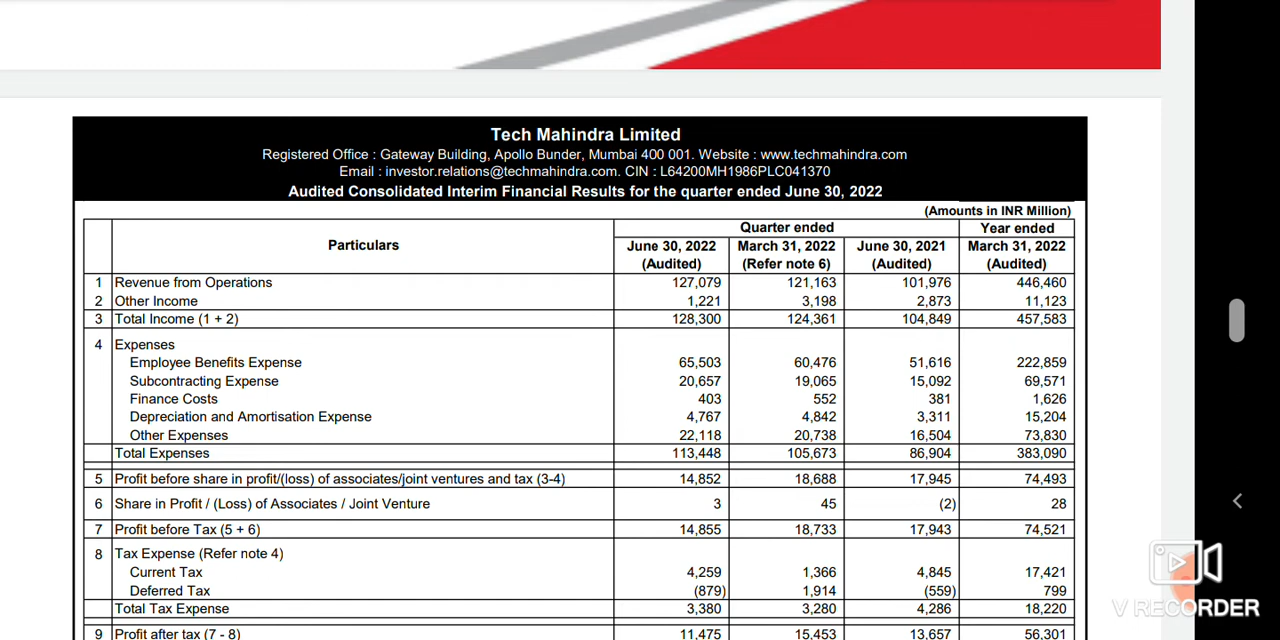 Tech Mahindra Limited
Registered Office : Gateway Building, Apollo Bunder, Mumbai 400 001. Website : www.techmahindra.com
Email : investor.relations@techmahindra.com. CIN : L64200MH1986PLC041370
Audited Consolidated Interim Financial Results for the quarter ended June 30, 2022
(Amounts in INR Million)
Quarter ended Year ended
Particulars June 30, 2022 March 31, 2022 June 30, 2021 March 31, 2022
(Audited) (Refer note 6) (Audited) (Audited)
1 Revenue from Operations 127,079 121,163 101,976 446,460
2 Other Income 1,221 3,198 2,873 11,123
3 Total Income (1 + 2) 128,300 124,361 104,849 457,583
4 Expenses
Employee Benefits Expense 65,503 60,476 51,616 222,859
Subcontracting Expense 20,657 19,065 15,092 69,571
Finance Costs 403 552 381 1,626
Depreciation and Amortisation Expense 4,767 4,842 3,311 15,204
Other Expenses 22,118 20,738 16,504 73,830
Total Expenses 113,448 105,673 86,904 383,090
5 Profit before share in profit/(loss) of associates/joint ventures and tax (3-4) 14,852 18,688 17,945 74,493
6 Share in Profit / (Loss) of Associates / Joint Venture 3 45 (2) 28
7 Profit before Tax (5 + 6) 14,855 18,733 17,943 74,521
8 Tax Expense (Refer note 4)
Current Tax 4,259 1,366 4,845 17,421
Deferred Tax (879) 1,914 (559) 799
Total Tax Expense 3,380 3,280 4,286 18,220
9 Profit after tax (7 - 8) 11,475 15,453 13,657 56,301
V RECORDER